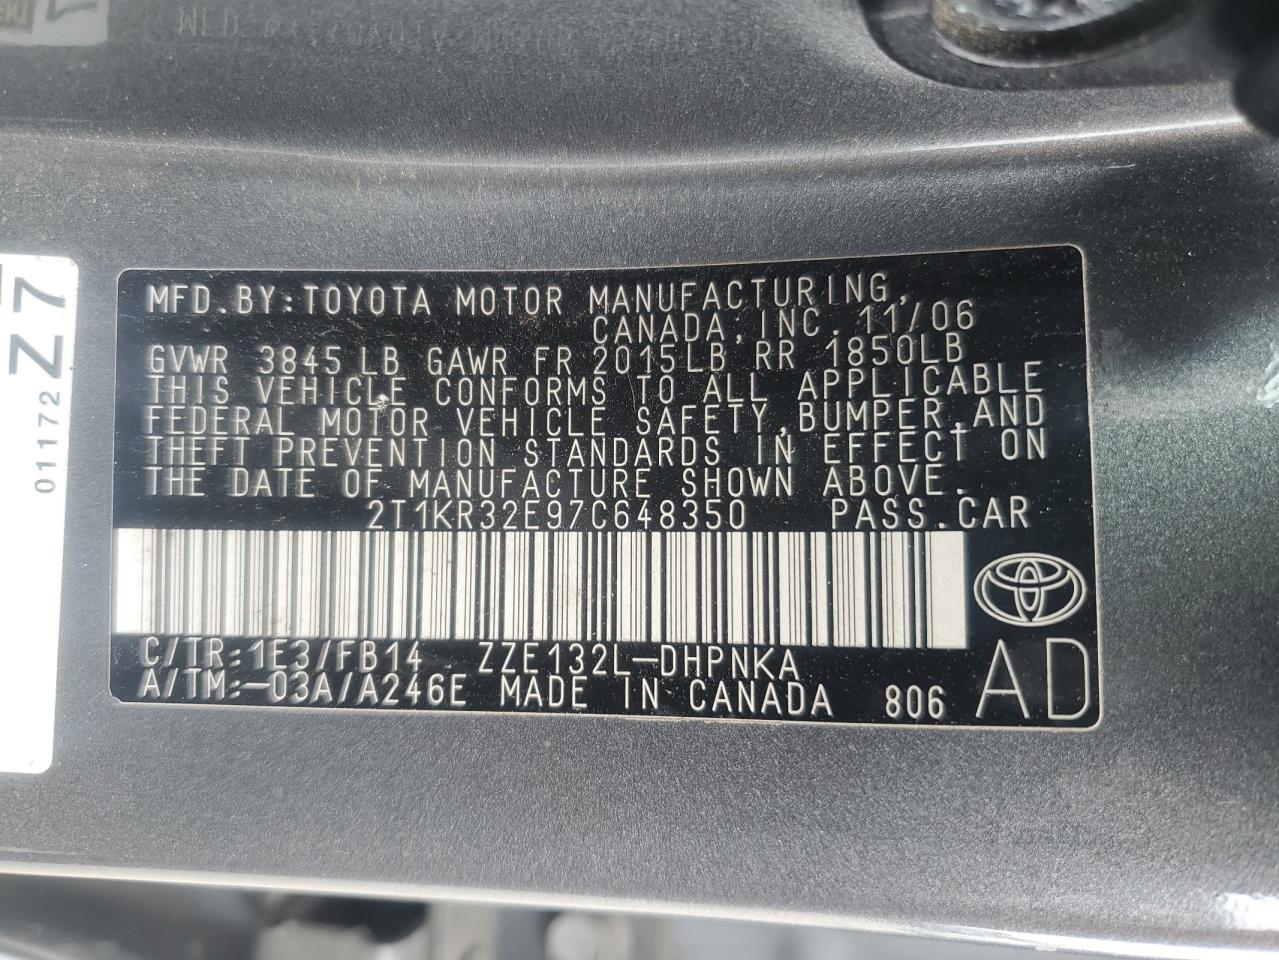 MFD.BY:TOYOTA MOTOR MANUFACTURING,
CANADA,INC. 11/06
GVWR 3845LB GAWR FR 2015LB RR 1850LB
THIS VEHICLE CONFORMS TO ALL APPLICABLE
FEDERAL MOTOR VEHICLE SAFETY,BUMPER,AND
THEFT PREVENTION STANDARDS IN EFFECT ON
THE DATE OF MANUFACTURE SHOWN ABOVE.
2T1KR32E97C648350 PASS.CAR
C/TR:1E3/FB14 ZZE132L-DHPNKA
A/TM:-03A/A246E MADE IN CANADA 806 AD
01172
Z7